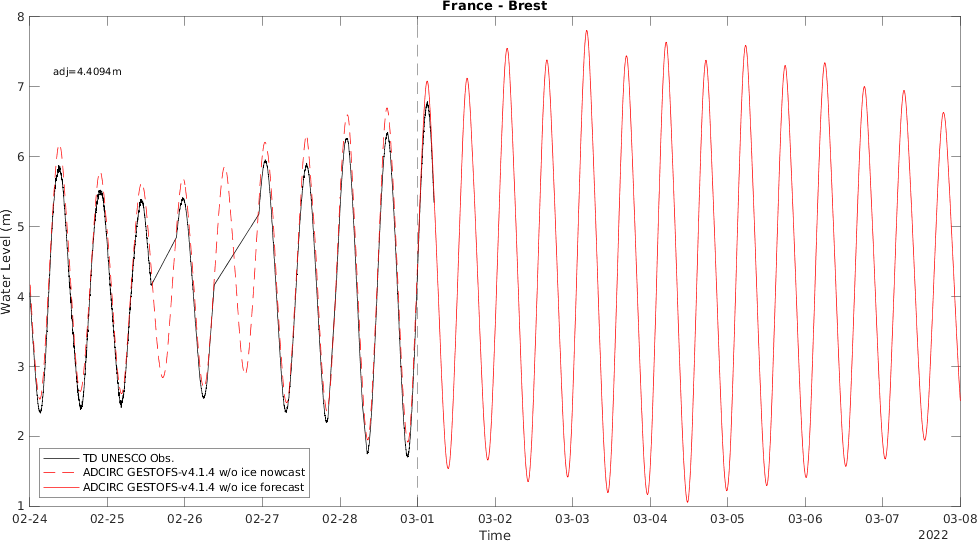 France - Brest
8
7
6
5
4
3
2
1
Water Level (m)
adj=4.4094m
TD UNESCO Obs.
ADCIRC GESTOFS-v4.1.4 w/o ice nowcast
ADCIRC GESTOFS-v4.1.4 w/o ice forecast
02-24 02-25 02-26 02-27 02-28 03-01 03-02 03-03 03-04 03-05 03-06 03-07 03-08
Time
2022